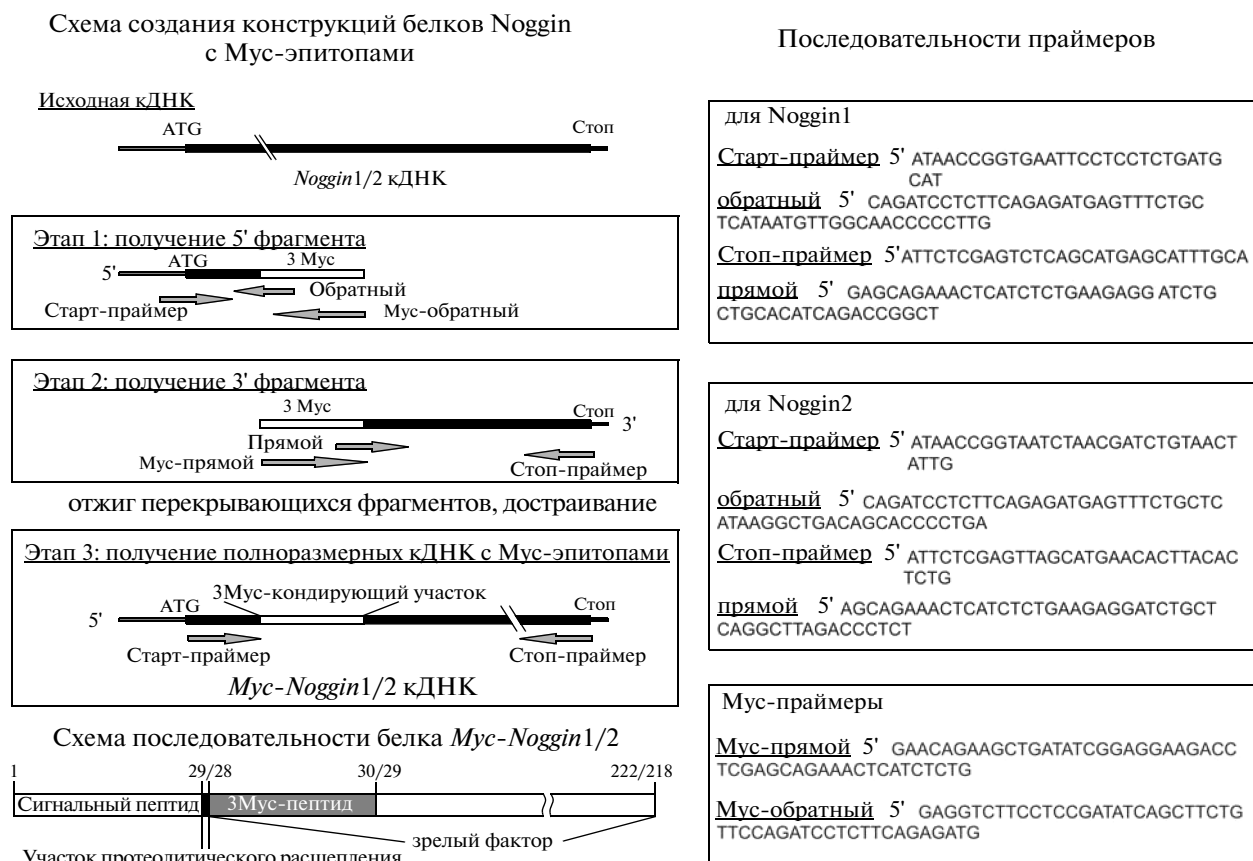 Схема создания конструкций белков Noggin
с Мус-эпитопами
Исходная кДНК
ATG
Стоп
Noggin1/2 кДНК
Этап 1: получение 5' фрагмента
ATG
3 Мус
5'
Обратный
Старт-праймер
Мус-обратный
Этап 2: получение 3' фрагмента
3 Мус
Стоп
3'
Прямой
Мус-прямой
Стоп-праймер
отжиг перекрывающихся фрагментов, достраивание
Этап 3: получение полноразмерных кДНК с Мус-эпитопами
3Мус-кондирующий участок
ATG
Стоп
5'
Старт-праймер
Стоп-праймер
Myc-Noggin1/2 кДНК
Схема последовательности белка Myc-Noggin1/2
1
29/28
30/29
222/218
Сигнальный пептид
3Мус-пептид
зрелый фактор
Участок протеолитического расщепления
Последовательности праймеров
для Noggin1
Старт-праймер 5' ATAACCGGTGAATTCCTCCTCTGATG
CAT
обратный 5' CAGATCCTCTTCAGAGATGAGTTTCTGC
TCATAATGTTGGCAACCCCCTTG
Стоп-праймер 5'ATTCTCGAGTCTCAGCATGAGCATTTGCA
прямой 5' GAGCAGAAACTCATCTCTGAAGAGG ATCTG
CTGCACATCAGACCGGCT
для Noggin2
Старт-праймер 5' ATAACCGGTAATCTAACGATCTGTAACT
ATTG
обратный 5' CAGATCCTCTTCAGAGATGAGTTTCTGCTC
ATAAGGCTGACAGCACCCCTGA
Стоп-праймер 5' ATTCTCGAGTTAGCATGAACACTTACAC
TCTG
прямой 5' AGCAGAAACTCATCTCTGAAGAGGATCTGCT
CAGGCTTAGACCCTCT
Мус-праймеры
Мус-прямой 5' GAACAGAAGCTGATATCGGAGGAAGACC
TCGAGCAGAAACTCATCTCTG
Мус-обратный 5' GAGGTCTTCCTCCGATATCAGCTTCTG
TTCCAGATCCTCTTCAGAGATG